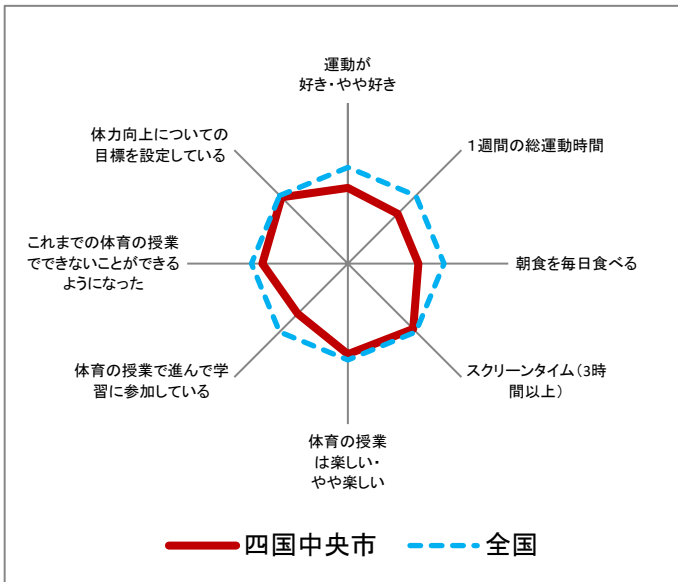 運動が
好き・やや好き
1週間の総運動時間
朝食を毎日食べる
スクリーンタイム(3時
間以上)
体育の授業
は楽しい・
やや楽しい
体育の授業で進んで学
習に参加している
これまでの体育の授業
でできないことができる
ようになった
体力向上についての
目標を設定している
四国中央市
全国